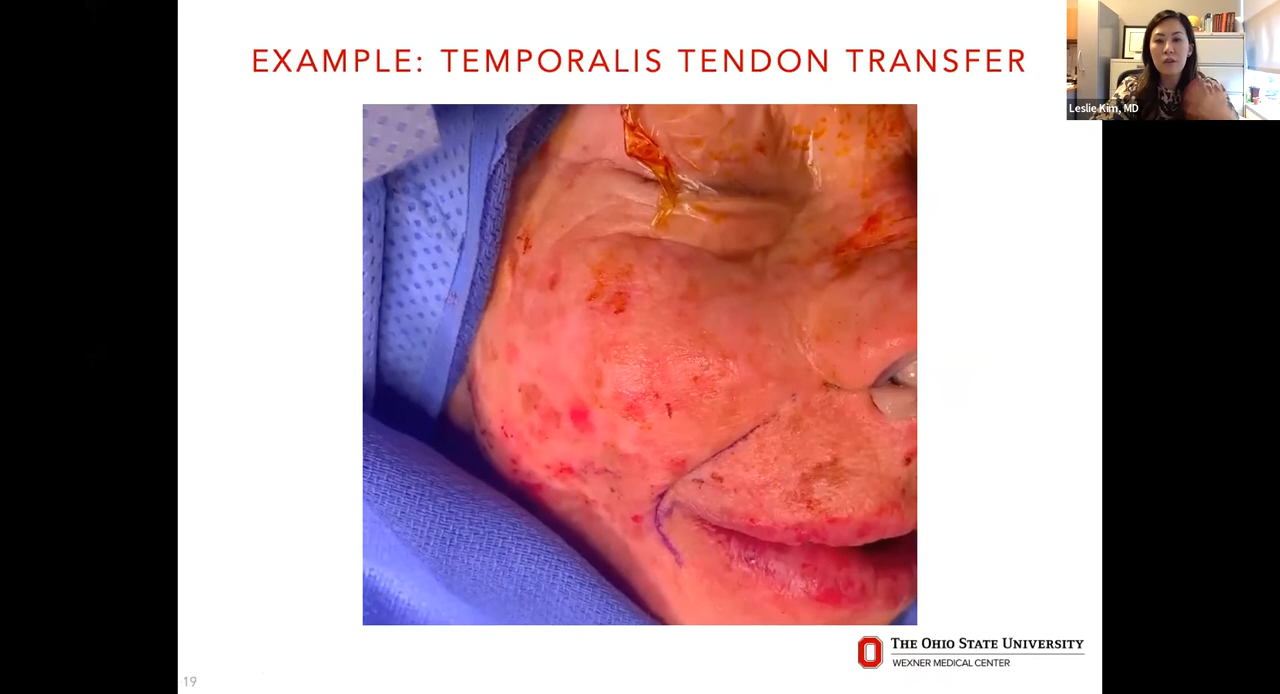 EXAMPLE: TEMPORALIS TENDON TRANSFER
Leslie Kim, MD
THE OHIO STATE UNIVERSITY
WEXNER MEDICAL CENTER
19